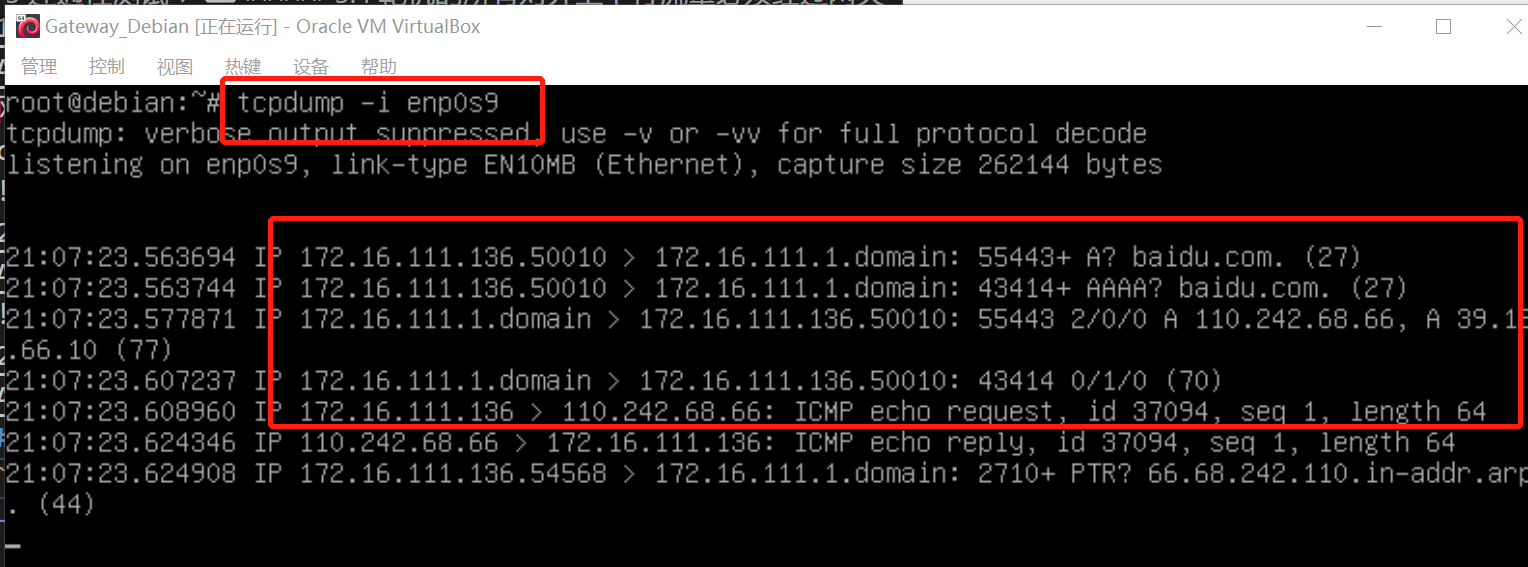 Gateway_Debian [正在运行] - Oracle VM VirtualBox
管理 控制 视图 热键 设备 帮助
root@debian:~# tcpdump -i enp0s9
tcpdump: verbose output suppressed, use -v or -vv for full protocol decode
listening on enp0s9, link-type EN10MB (Ethernet), capture size 262144 bytes
21:07:23.563694 IP 172.16.111.136.50010 > 172.16.111.1.domain: 55443+ A? baidu.com. (27)
21:07:23.563744 IP 172.16.111.136.50010 > 172.16.111.1.domain: 43414+ AAAA? baidu.com. (27)
21:07:23.577871 IP 172.16.111.1.domain > 172.16.111.136.50010: 55443 2/0/0 A 110.242.68.66, A 39.15
.66.10 (77)
21:07:23.607237 IP 172.16.111.1.domain > 172.16.111.136.50010: 43414 0/1/0 (70)
21:07:23.608960 IP 172.16.111.136 > 110.242.68.66: ICMP echo request, id 37094, seq 1, length 64
21:07:23.624346 IP 110.242.68.66 > 172.16.111.136: ICMP echo reply, id 37094, seq 1, length 64
21:07:23.624908 IP 172.16.111.136.54568 > 172.16.111.1.domain: 2710+ PTR? 66.68.242.110.in-addr.arp
. (44)